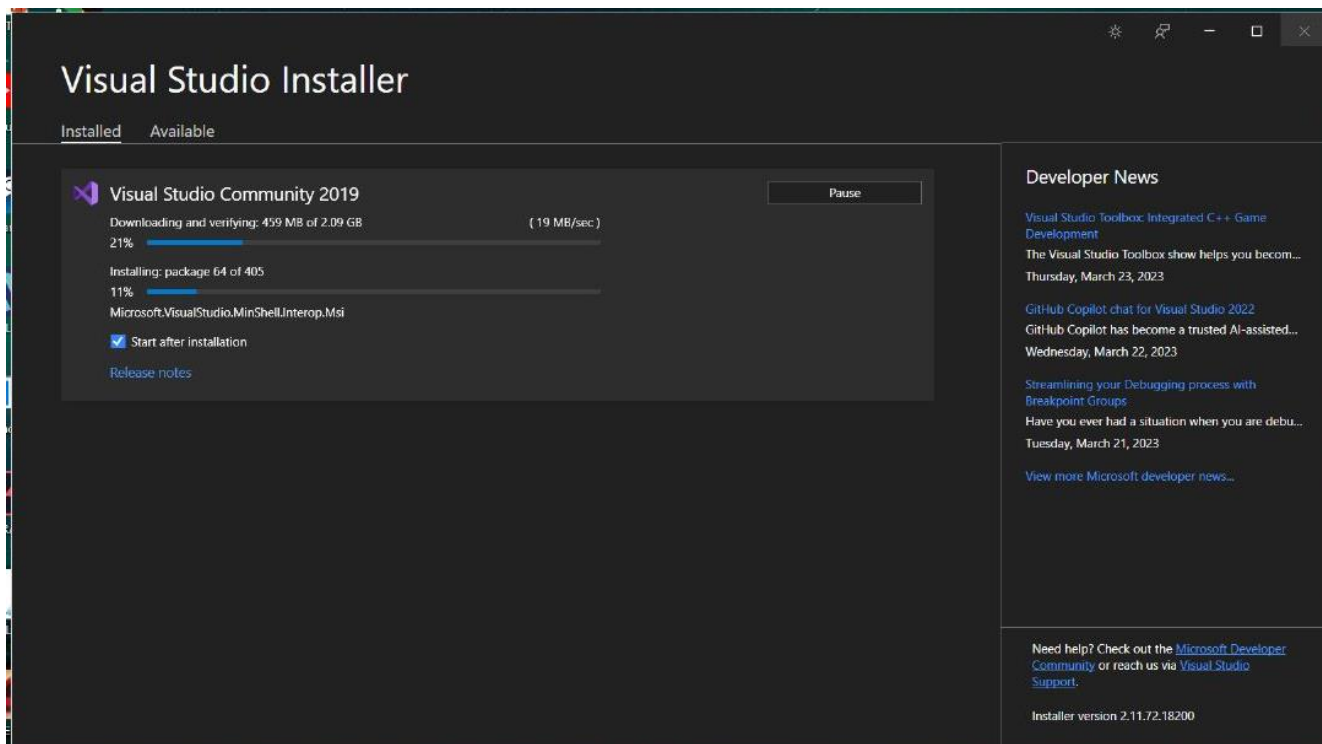 Visual Studio Installer
Installed Available
Visual Studio Community 2019
Pause
Downloading and verifying: 459 MB of 2.09 GB ( 19 MB/sec )
21%
Installing: package 64 of 405
11%
Microsoft.VisualStudio.MinShell.Interop.Msi
Start after installation
Release notes
Developer News
Visual Studio Toolbox: Integrated C++ Game
Development
The Visual Studio Toolbox show helps you becom...
Thursday, March 23, 2023
GitHub Copilot chat for Visual Studio 2022
GitHub Copilot has become a trusted AI-assisted...
Wednesday, March 22, 2023
Streamlining your Debugging process with
Breakpoint Groups
Have you ever had a situation when you are debu...
Tuesday, March 21, 2023
View more Microsoft developer news...
Need help? Check out the Microsoft Developer
Community or reach us via Visual Studio
Support.
Installer version 2.11.72.18200